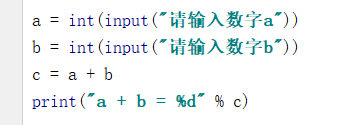 a = int(input("请输入数字a"))
b = int(input("请输入数字b"))
c = a + b
print("a + b = %d" % c)